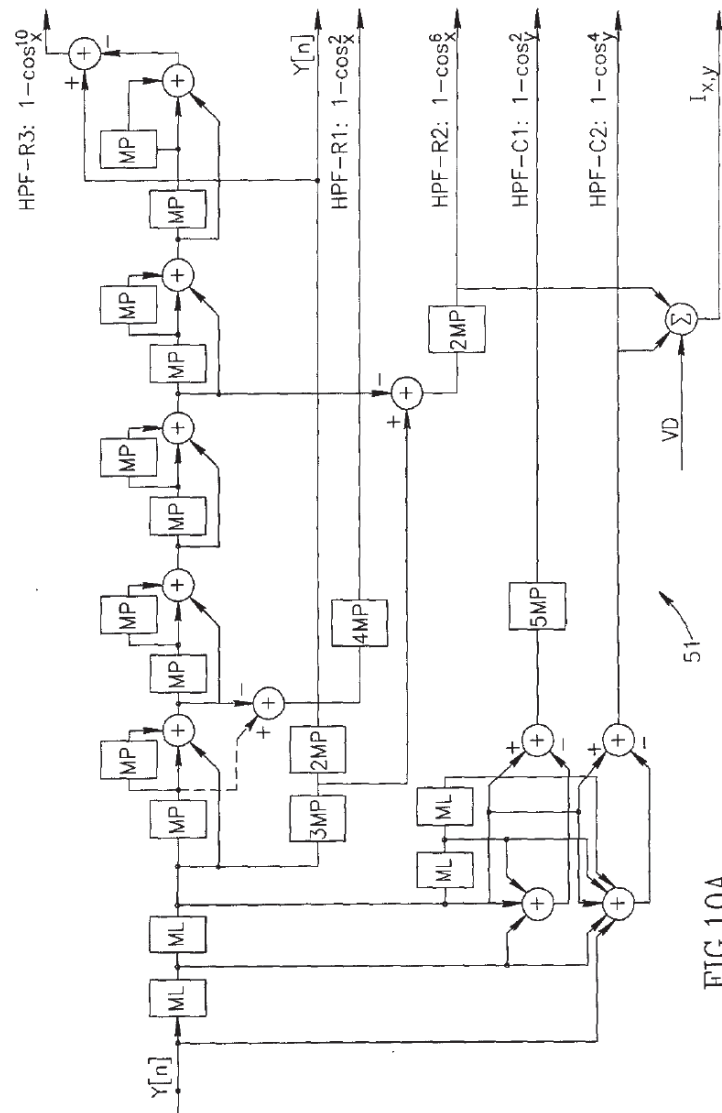 HPF-R3: 1-cos¹⁰ₓ
Y[n]
HPF-R1: 1-cos²ₓ
HPF-R2: 1-cos⁶ₓ
HPF-C1: 1-cos²ᵧ
HPF-C2: 1-cos⁴ᵧ
Iₓ,ᵧ
+
+
-
MP
MP
+
MP
MP
+
MP
MP
+
MP
MP
+
MP
MP
+
ML
ML
Y[n]
3MP
2MP
+
+
-
4MP
+
+
-
2MP
ML
ML
+
+
+
+
-
5MP
+
+
-
Σ
VD
51
FIG.10A